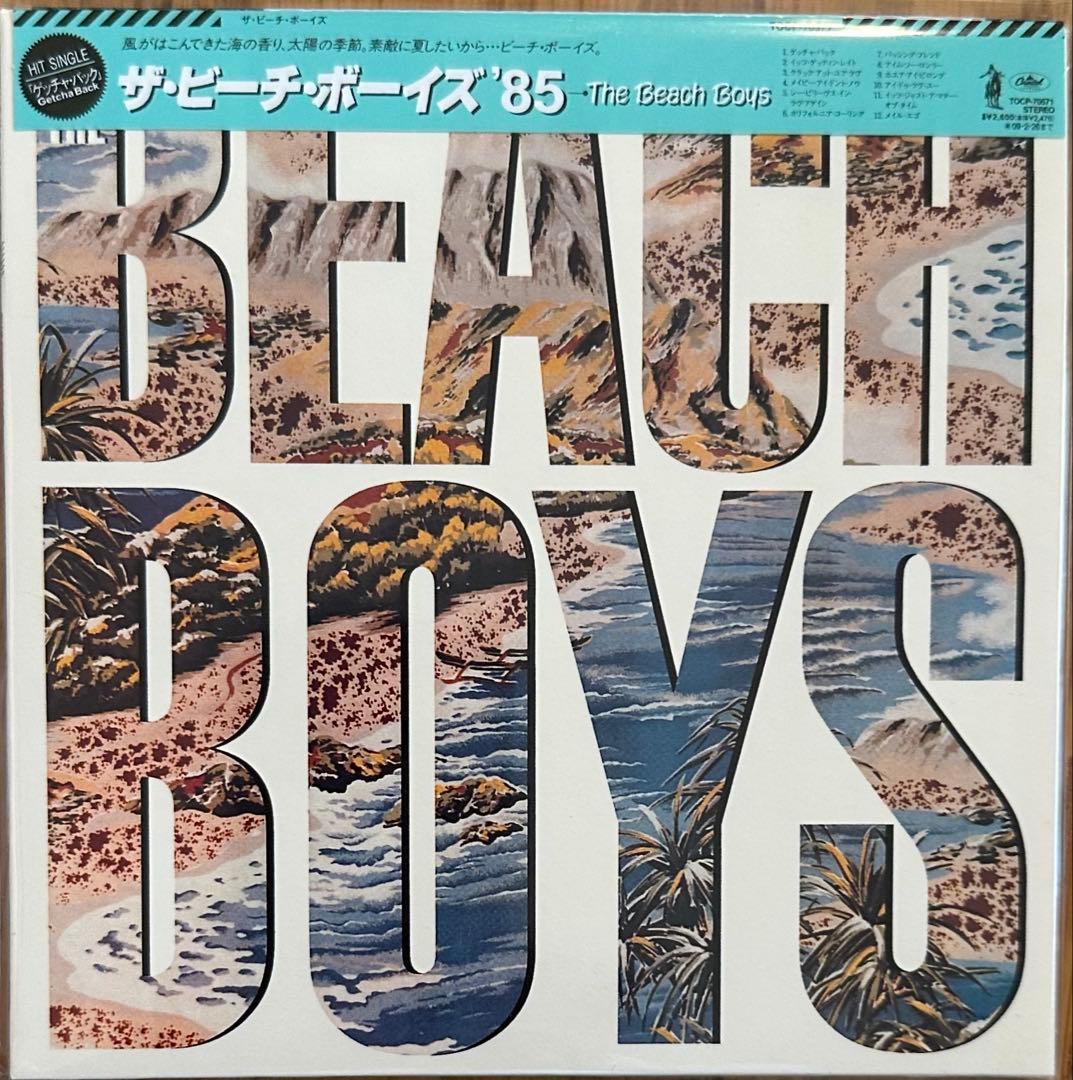 ザ・ビーチ・ボーイズ
風がはこんできた海の香り、太陽の季節。素敵に夏したいから…ビーチ・ボーイズ。
HIT SINGLE
「ゲッチャ・バック」
Getcha Back
ザ・ビーチ・ボーイズ '85
The Beach Boys
1. ゲッチャ・バック
2. イッツ・ゲッティン・レイト
3. クラック・アット・ユア・ラヴ
4. メイビー・アイ・ドント・ノウ
5. シー・ビリーヴズ・イン・
ラヴ・アゲイン
6. カリフォルニア・コーリング
7. パッシング・フレンド
8. アイム・ソー・ロンリー
9. ホエア・アイ・ビロング
10. アイ・ドゥ・ラヴ・ユー
11. イッツ・ジャスト・ア・マター・
オブ・タイム
12. メイル・エゴ
Capitol
TOCP-70571
STEREO
THE
BEACH
BOYS